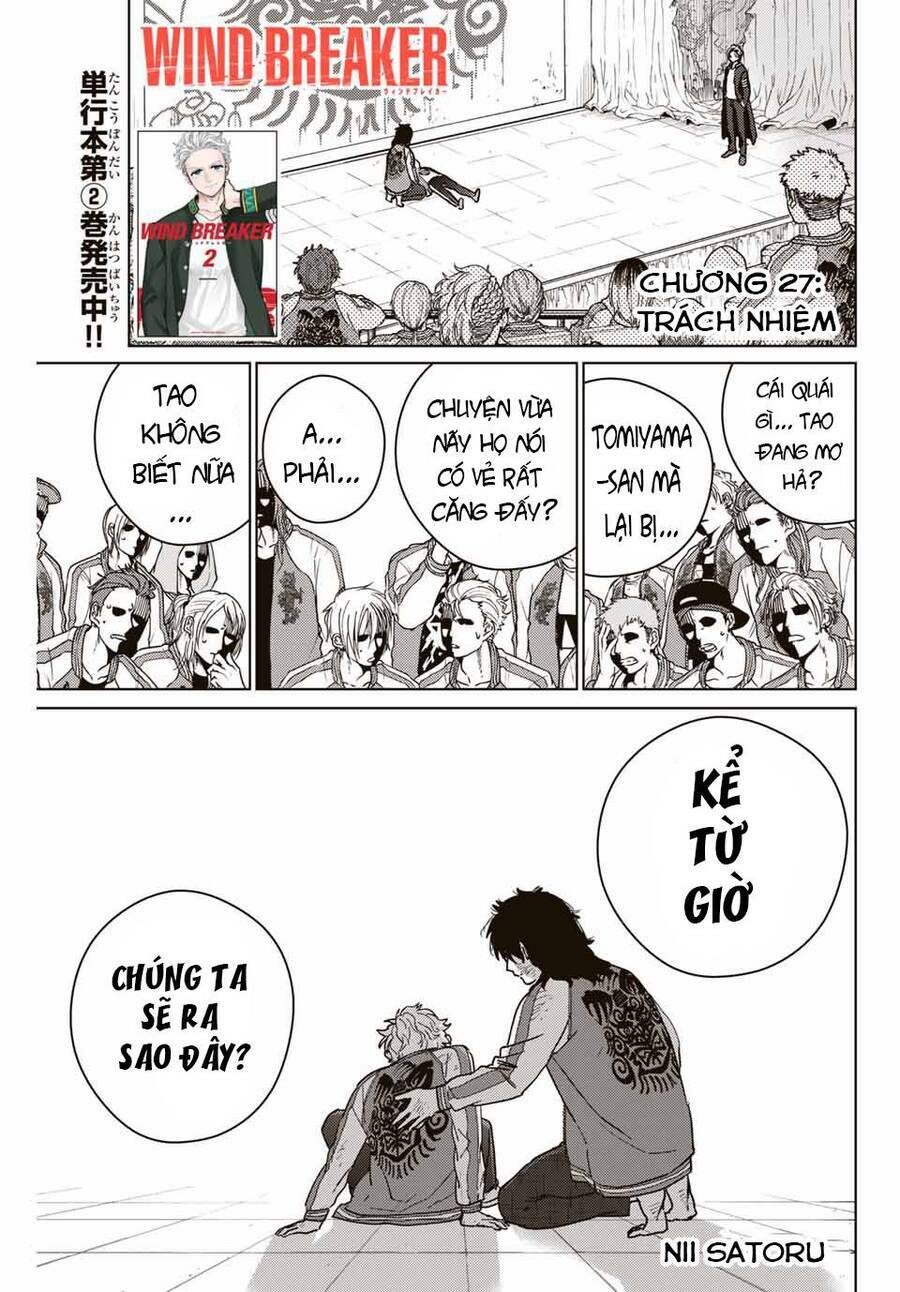 WIND BREAKER
ウィンドブレイカー
単行本第②巻発売中!!
たんこうぼんだい かんはつばいちゅう
WIND BREAKER
2
CHƯƠNG 27:
TRÁCH NHIỆM
CÁI QUÁI
GÌ... TAO
ĐANG MƠ
HẢ?
TOMIYAMA
-SAN MÀ
LẠI BỊ...
CHUYỆN VỪA
NÃY HỌ NÓI
CÓ VẺ RẤT
CĂNG ĐẤY?
A...
PHẢI...
TAO
KHÔNG
BIẾT NỮA
...
KỂ
TỪ
GIỜ
CHÚNG TA
SẼ RA
SAO ĐÂY?
NII SATORU